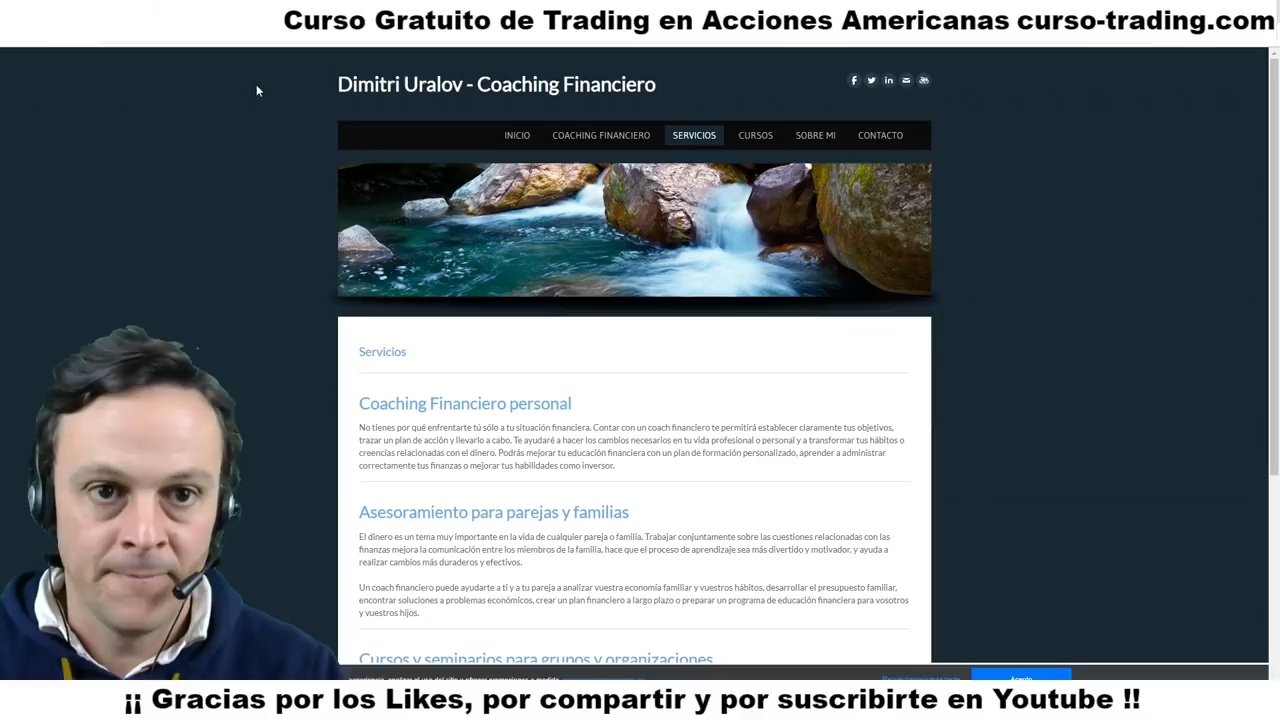 Curso Gratuito de Trading en Acciones Americanas curso-trading.com
Dimitri Uralov - Coaching Financiero
INICIO COACHING FINANCIERO SERVICIOS CURSOS SOBRE MI CONTACTO
Servicios
Coaching Financiero personal
No tienes por qué enfrentarte tú sólo a tu situación financiera. Contar con un coach financiero te permitirá establecer claramente tus objetivos,
trazar un plan de acción y llevarlo a cabo. Te ayudaré a hacer los cambios necesarios en tu vida profesional o personal y a transformar tus hábitos o
creencias relacionadas con el dinero. Podrás mejorar tu educación financiera con un plan de formación personalizado, aprender a administrar
correctamente tus finanzas o mejorar tus habilidades como inversor.
Asesoramiento para parejas y familias
El dinero es un tema muy importante en la vida de cualquier pareja o familia. Trabajar conjuntamente sobre las cuestiones relacionadas con las
finanzas mejora la comunicación entre los miembros de la familia, hace que el proceso de aprendizaje sea más divertido y motivador, y ayuda a
realizar cambios más duraderos y efectivos.
Un coach financiero puede ayudarte a ti y a tu pareja a analizar vuestra economía familiar y vuestros hábitos, desarrollar el presupuesto familiar,
encontrar soluciones a problemas económicos, crear un plan financiero a largo plazo o preparar un programa de educación financiera para vosotros
y vuestros hijos.
Cursos y seminarios para grupos y organizaciones
Acepto
¡¡ Gracias por los Likes, por compartir y por suscribirte en Youtube !!